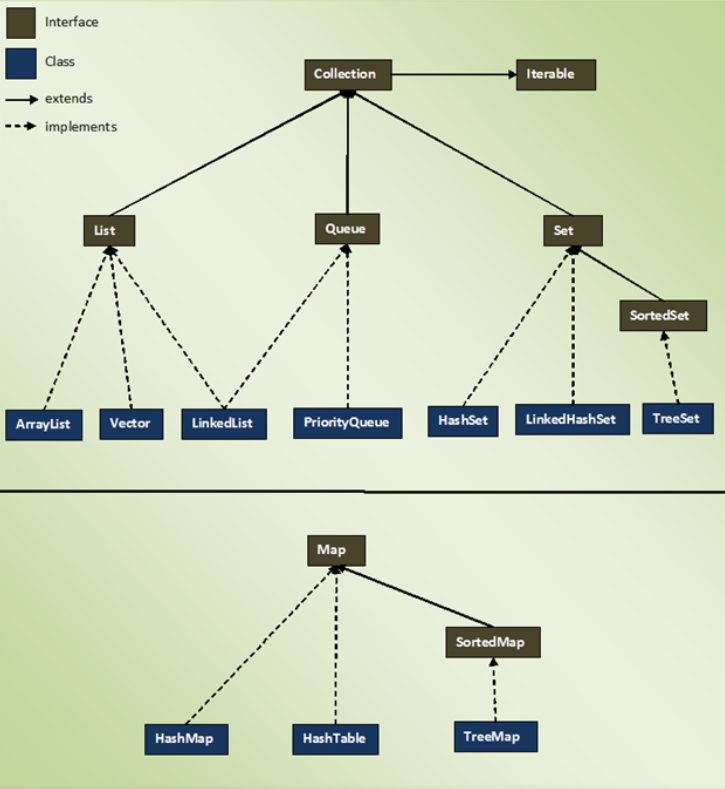 Interface
Class
extends
implements
Collection
Iterable
List
Queue
Set
SortedSet
ArrayList
Vector
LinkedList
PriorityQueue
HashSet
LinkedHashSet
TreeSet
Map
SortedMap
HashMap
HashTable
TreeMap